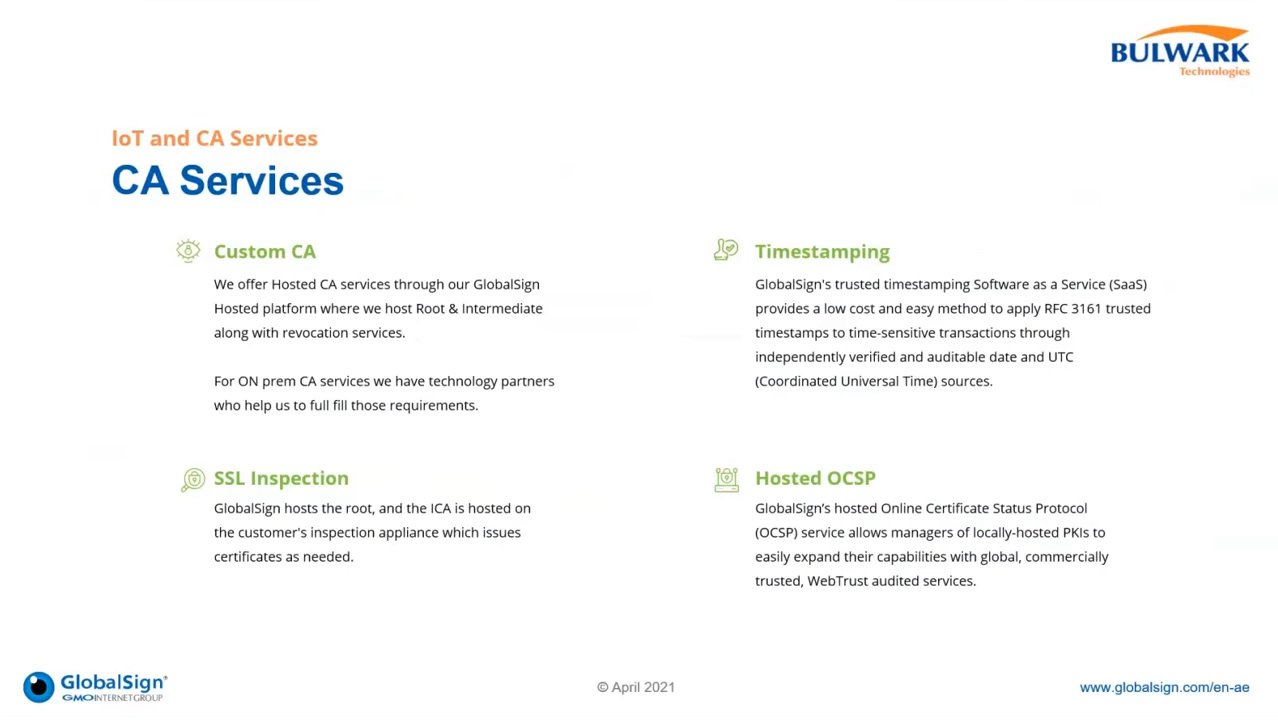 BULWARK
Technologies
IoT and CA Services
CA Services
Custom CA
We offer Hosted CA services through our GlobalSign
Hosted platform where we host Root & Intermediate
along with revocation services.
For ON prem CA services we have technology partners
who help us to full fill those requirements.
Timestamping
GlobalSign's trusted timestamping Software as a Service (SaaS)
provides a low cost and easy method to apply RFC 3161 trusted
timestamps to time-sensitive transactions through
independently verified and auditable date and UTC
(Coordinated Universal Time) sources.
SSL Inspection
GlobalSign hosts the root, and the ICA is hosted on
the customer's inspection appliance which issues
certificates as needed.
Hosted OCSP
GlobalSign’s hosted Online Certificate Status Protocol
(OCSP) service allows managers of locally-hosted PKIs to
easily expand their capabilities with global, commercially
trusted, WebTrust audited services.
GlobalSign®
GMO INTERNET GROUP
© April 2021
www.globalsign.com/en-ae